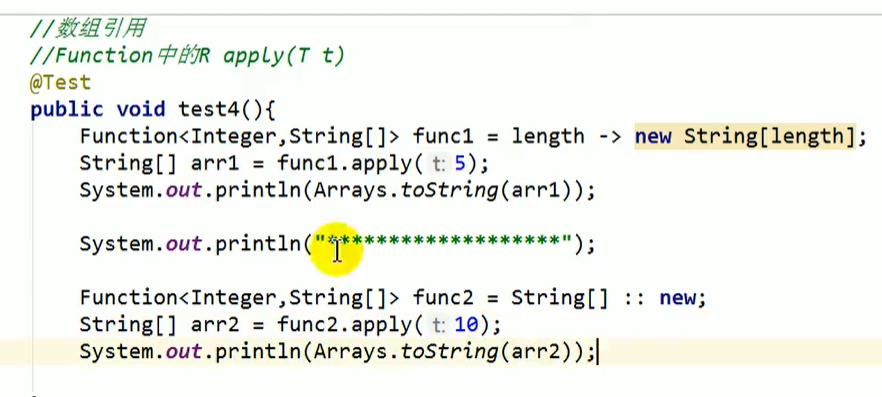 //数组引用
//Function中的R apply(T t)
@Test
public void test4(){
Function<Integer,String[]> func1 = length -> new String[length];
String[] arr1 = func1.apply( t: 5);
System.out.println(Arrays.toString(arr1));
System.out.println("*******************");
Function<Integer,String[]> func2 = String[] :: new;
String[] arr2 = func2.apply( t: 10);
System.out.println(Arrays.toString(arr2));